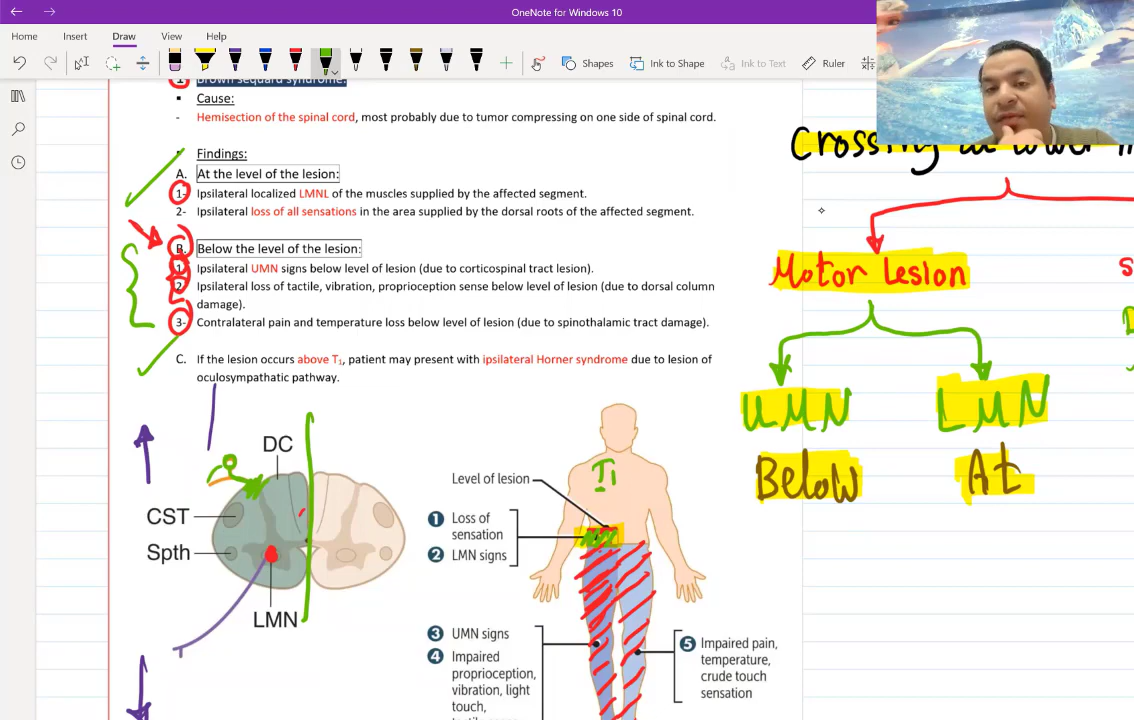 OneNote for Windows 10
Home Insert Draw View Help
Shapes Ink to Shape Ink to Text Ruler
Brown sequard syndrome:
▪ Cause:
- Hemisection of the spinal cord, most probably due to tumor compressing on one side of spinal cord.
Findings:
A. At the level of the lesion:
1- Ipsilateral localized LMNL of the muscles supplied by the affected segment.
2- Ipsilateral loss of all sensations in the area supplied by the dorsal roots of the affected segment.
B. Below the level of the lesion:
1- Ipsilateral UMN signs below level of lesion (due to corticospinal tract lesion).
2- Ipsilateral loss of tactile, vibration, proprioception sense below level of lesion (due to dorsal column
damage).
3- Contralateral pain and temperature loss below level of lesion (due to spinothalamic tract damage).
C. If the lesion occurs above T1, patient may present with ipsilateral Horner syndrome due to lesion of
oculosympathetic pathway.
DC
CST
Spth
LMN
T1
Level of lesion
1 Loss of
sensation
2 LMN signs
3 UMN signs
4 Impaired
proprioception,
vibration, light
touch,
5 Impaired pain,
temperature,
crude touch
sensation
Crossing
Motor Lesion
UMN LMN
Below At